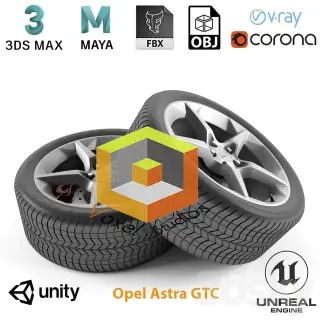 3
M
FBX
OBJ
v·ray
3DS MAX
MAYA
corona
unity
Opel Astra GTC
UNREAL
ENGINE